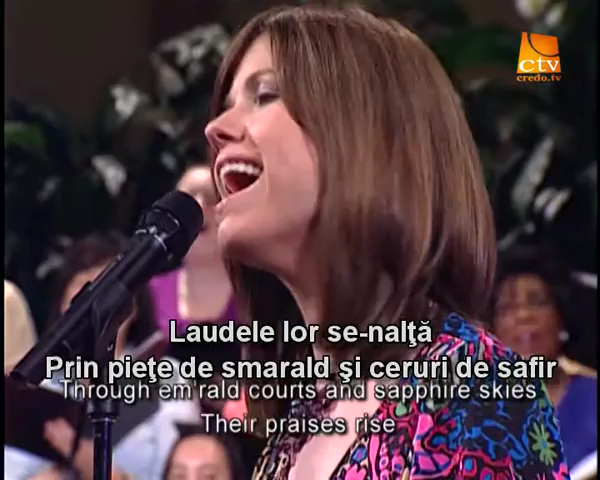 ctv
credo.tv
Laudele lor se-nalţă
Prin pieţe de smarald şi ceruri de safir
Through em'rald courts and sapphire skies
Their praises rise